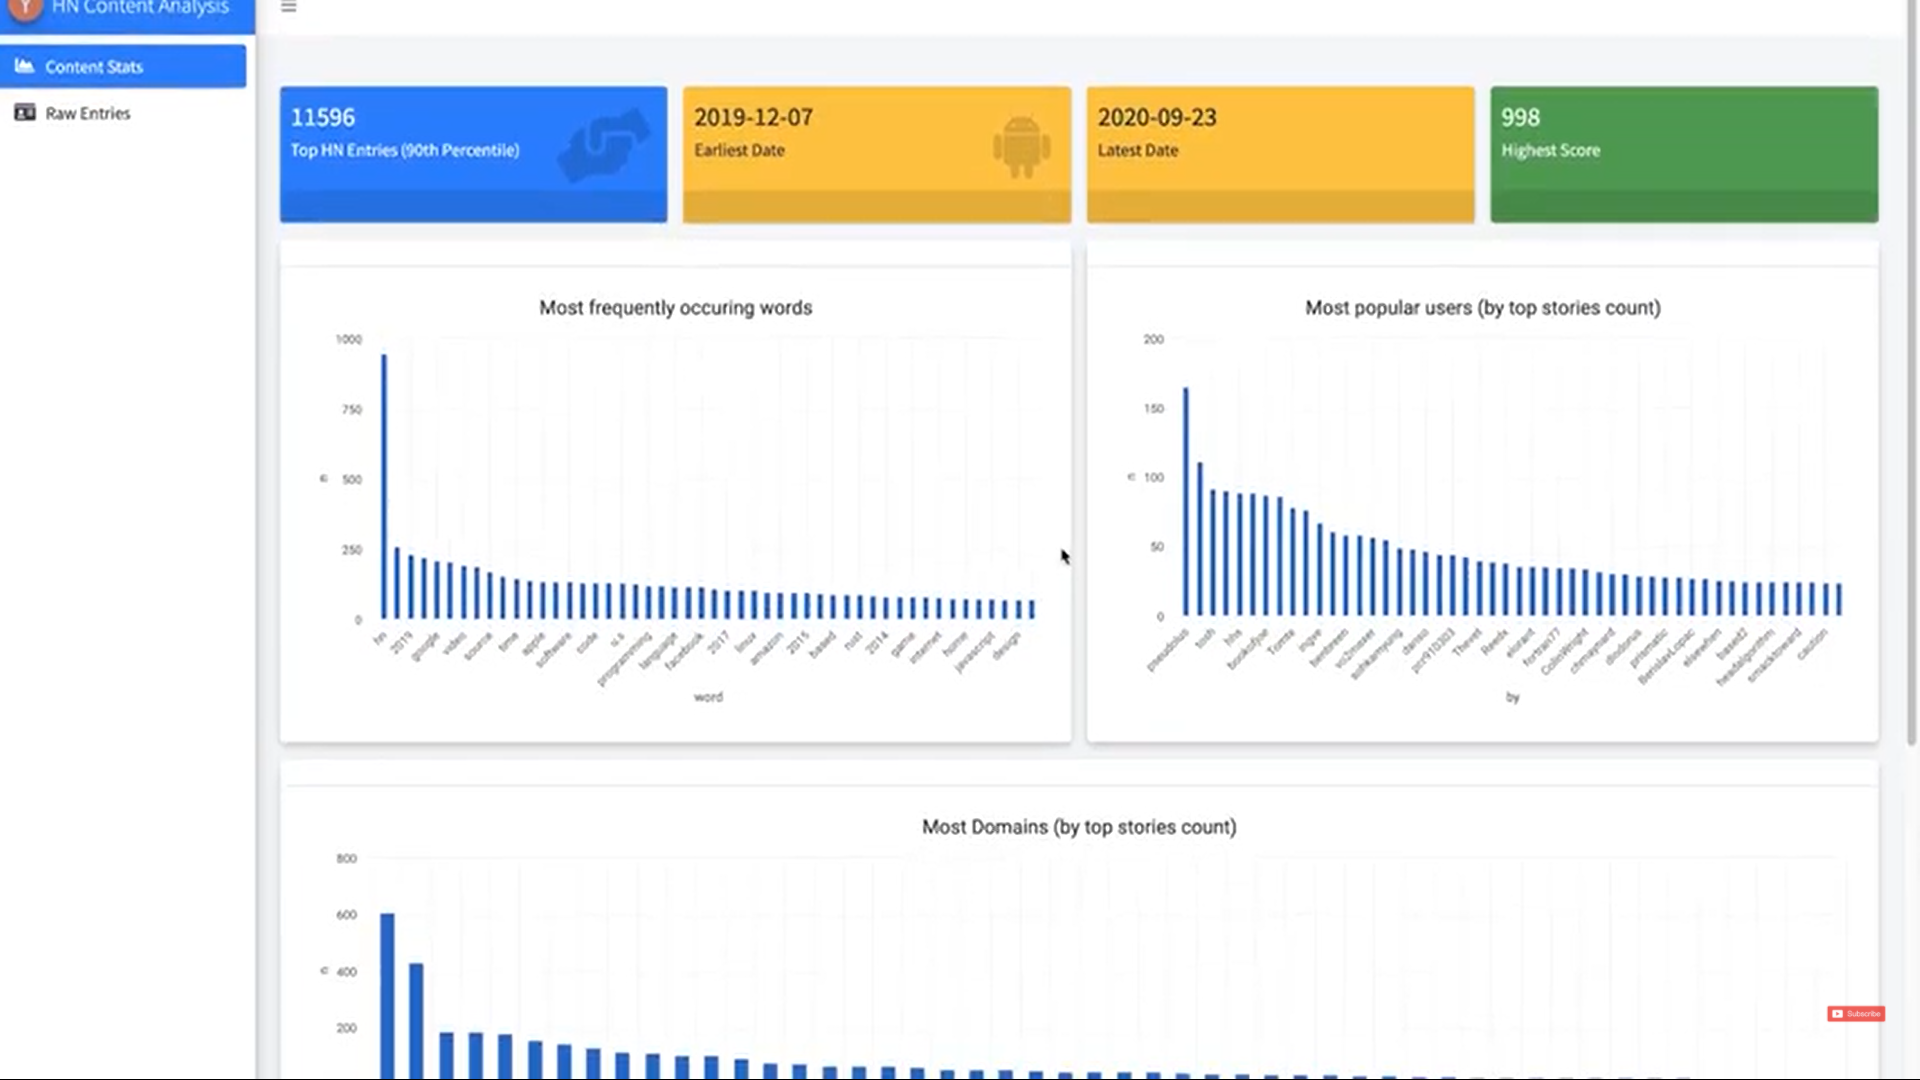 HN Content Analysis
Content Stats
Raw Entries
11596
Top HN Entries (90th Percentile)
2019-12-07
Earliest Date
2020-09-23
Latest Date
998
Highest Score
Most frequently occuring words
1000
750
500
250
0
n
hn
2019
google
video
source
time
apple
software
code
u.s
programming
language
facebook
2017
linux
amazon
2015
based
rust
2014
game
internet
home
javascript
design
word
Most popular users (by top stories count)
200
150
100
50
0
n
pseudolus
tosh
hhs
bookofjoe
Tomte
ingve
benbreen
vo2maxer
sohkamyung
danso
pcr910303
Thevet
Reedx
elorant
fortran77
ColinWright
chmaynard
diodorus
prismatic
BerislavLopac
elsewhen
based2
headalgorithm
smacktoward
caution
by
Most Domains (by top stories count)
800
600
400
200
n
Subscribe